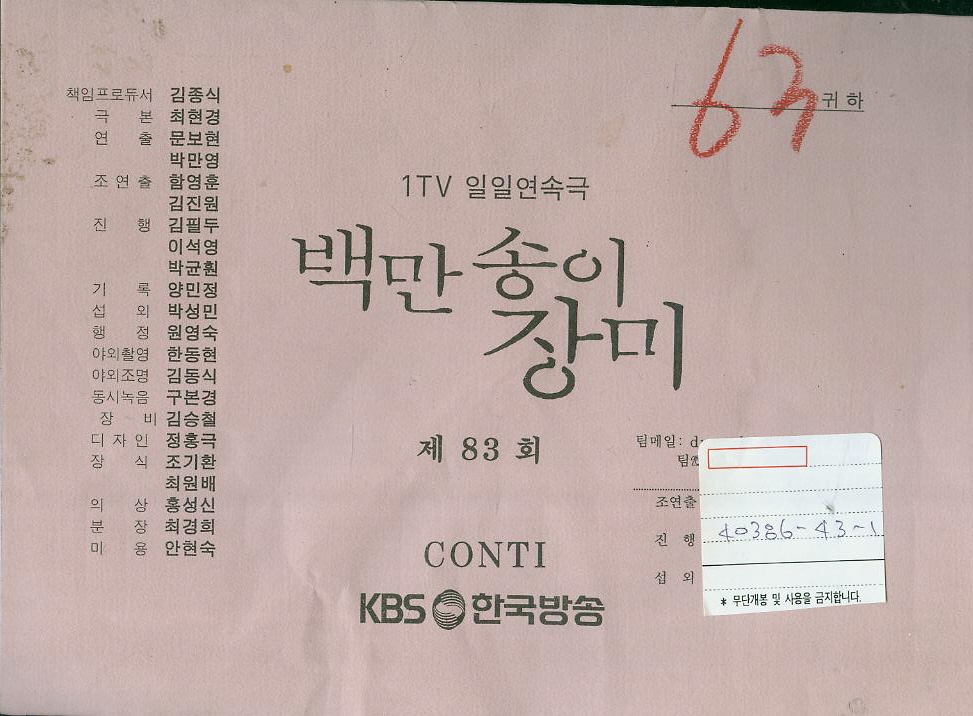 책임프로듀서 김종식
극 본 최현경
연 출 문보현
박만영
조 연 출 함영훈
김진원
진 행 김필두
이석영
박균훤
기 록 양민정
섭 외 박성민
행 정 원영숙
야외촬영 한동현
야외조명 김동식
동시녹음 구본경
장 비 김승철
디 자 인 정홍극
장 식 조기환
최원배
의 상 홍성신
분 장 최경희
미 용 안현숙
귀 하
1TV 일일연속극
백만 송이
장미
제 83 회
CONTI
KBS 한국방송
팀메일:
팀☎
조연출
진 행
섭 외
40386-43-1
* 무단개봉 및 사용을 금지합니다.